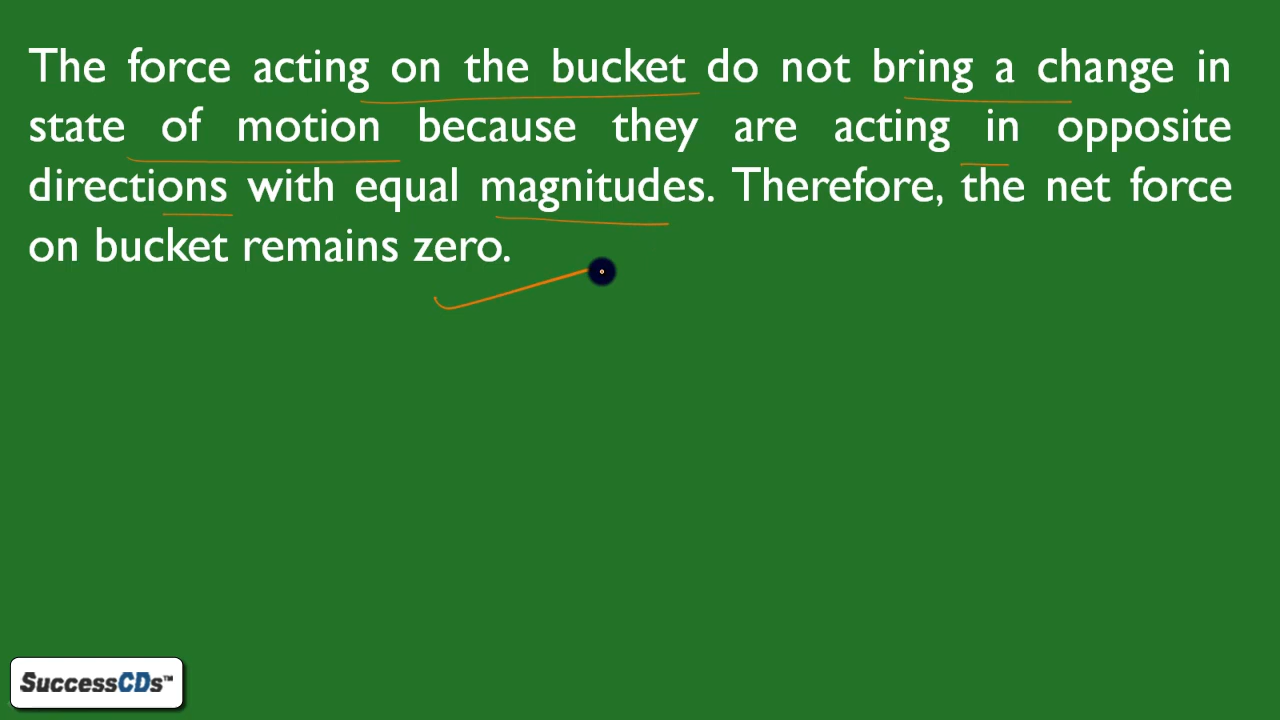 The force acting on the bucket do not bring a change in
state of motion because they are acting in opposite
directions with equal magnitudes. Therefore, the net force
on bucket remains zero.
SuccessCDs™